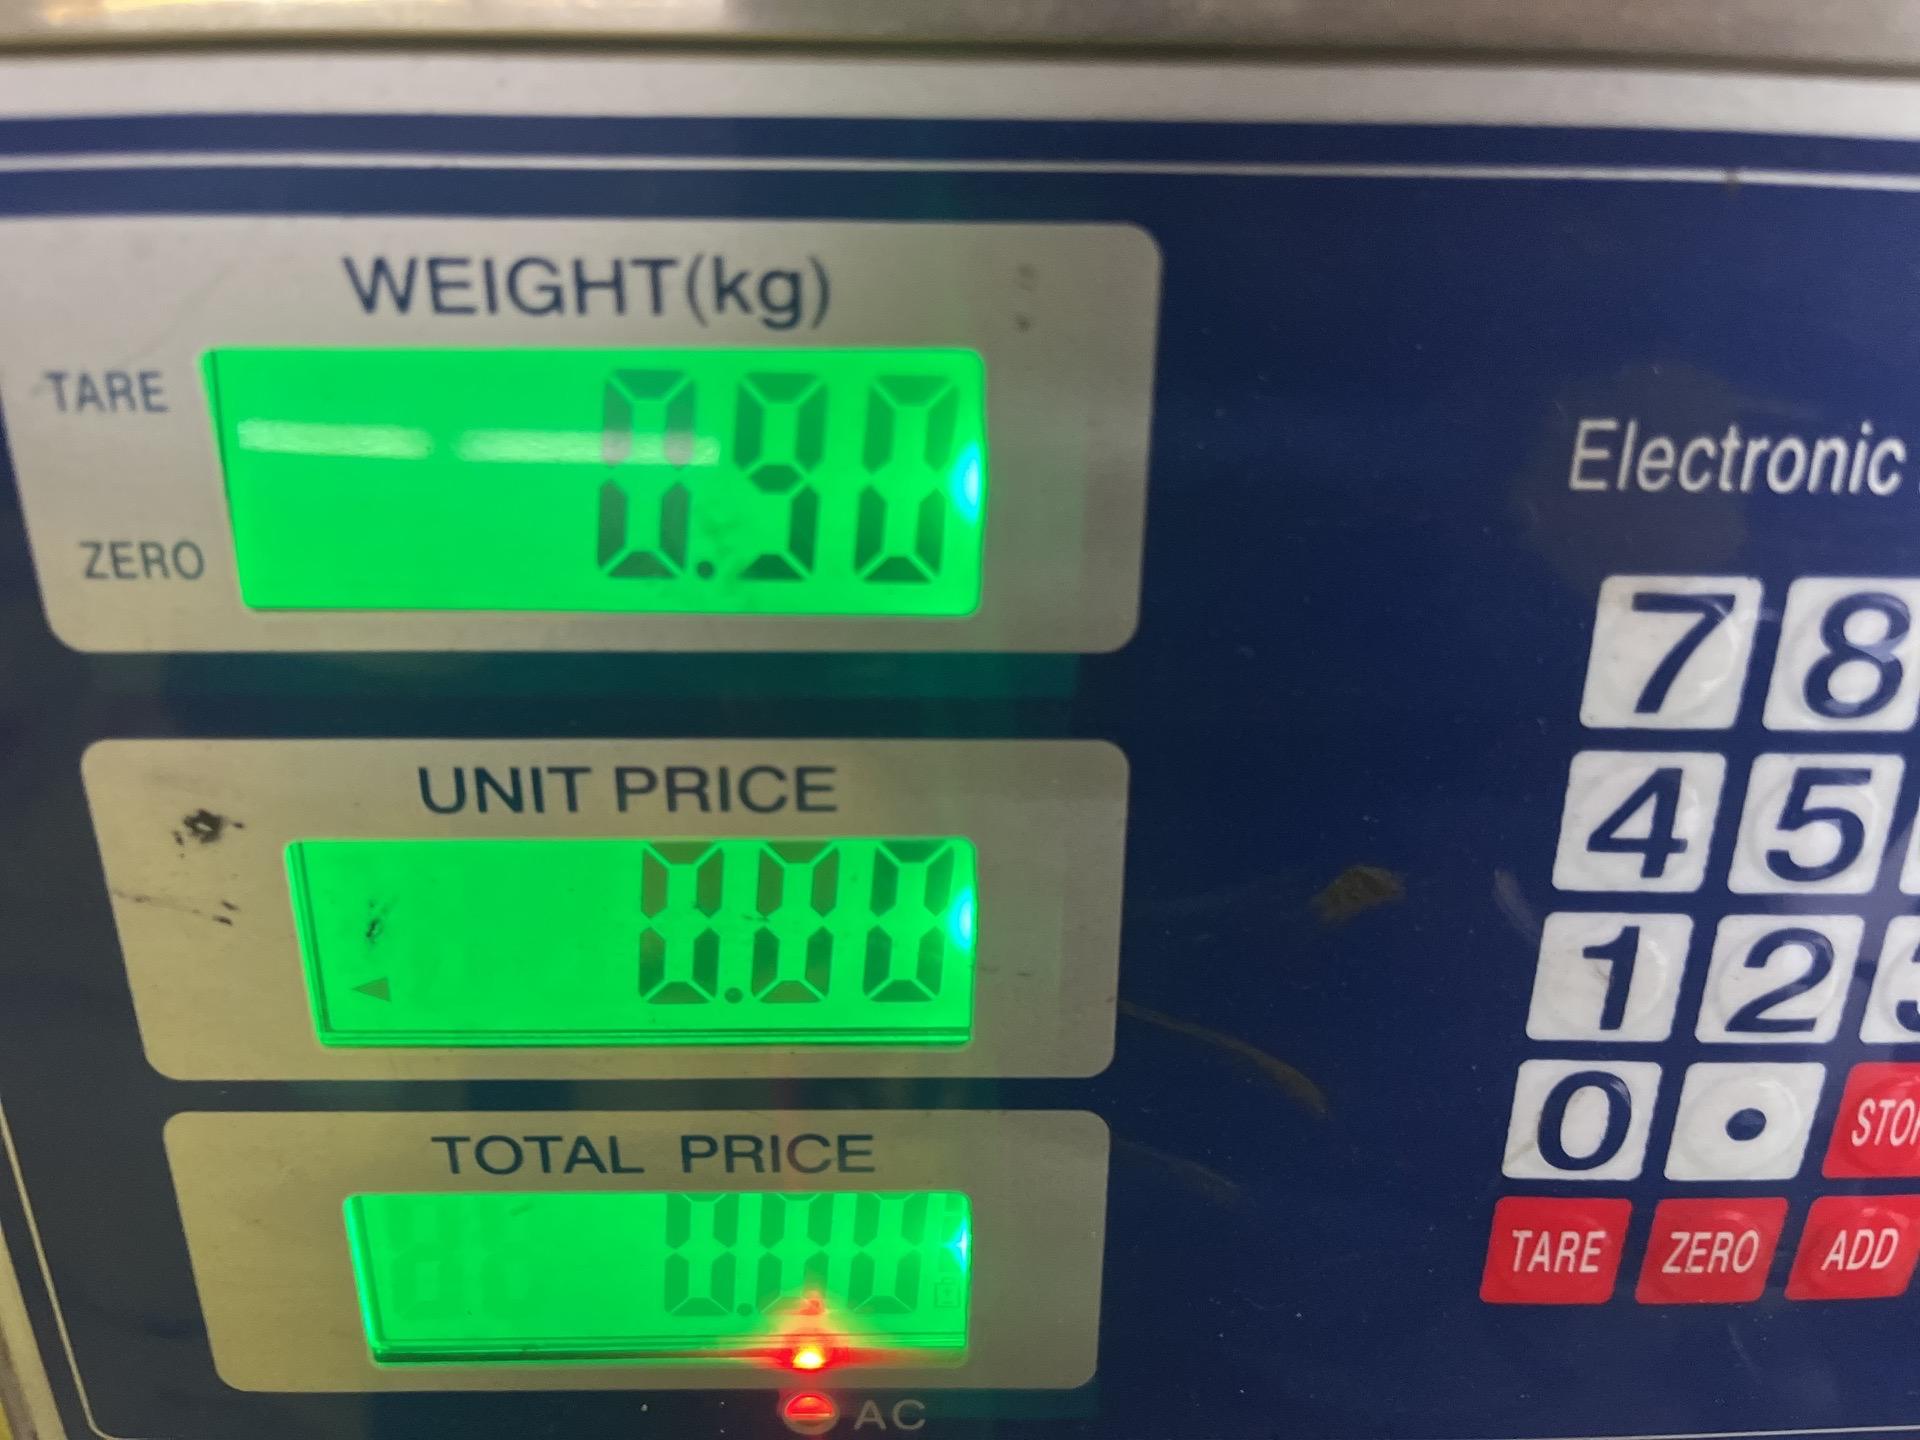 WEIGHT(kg)
TARE
0.90
ZERO
Electronic
UNIT PRICE
0.00
TOTAL PRICE
0.00
AC
7 8
4 5
1 2
0 .
TARE ZERO ADD